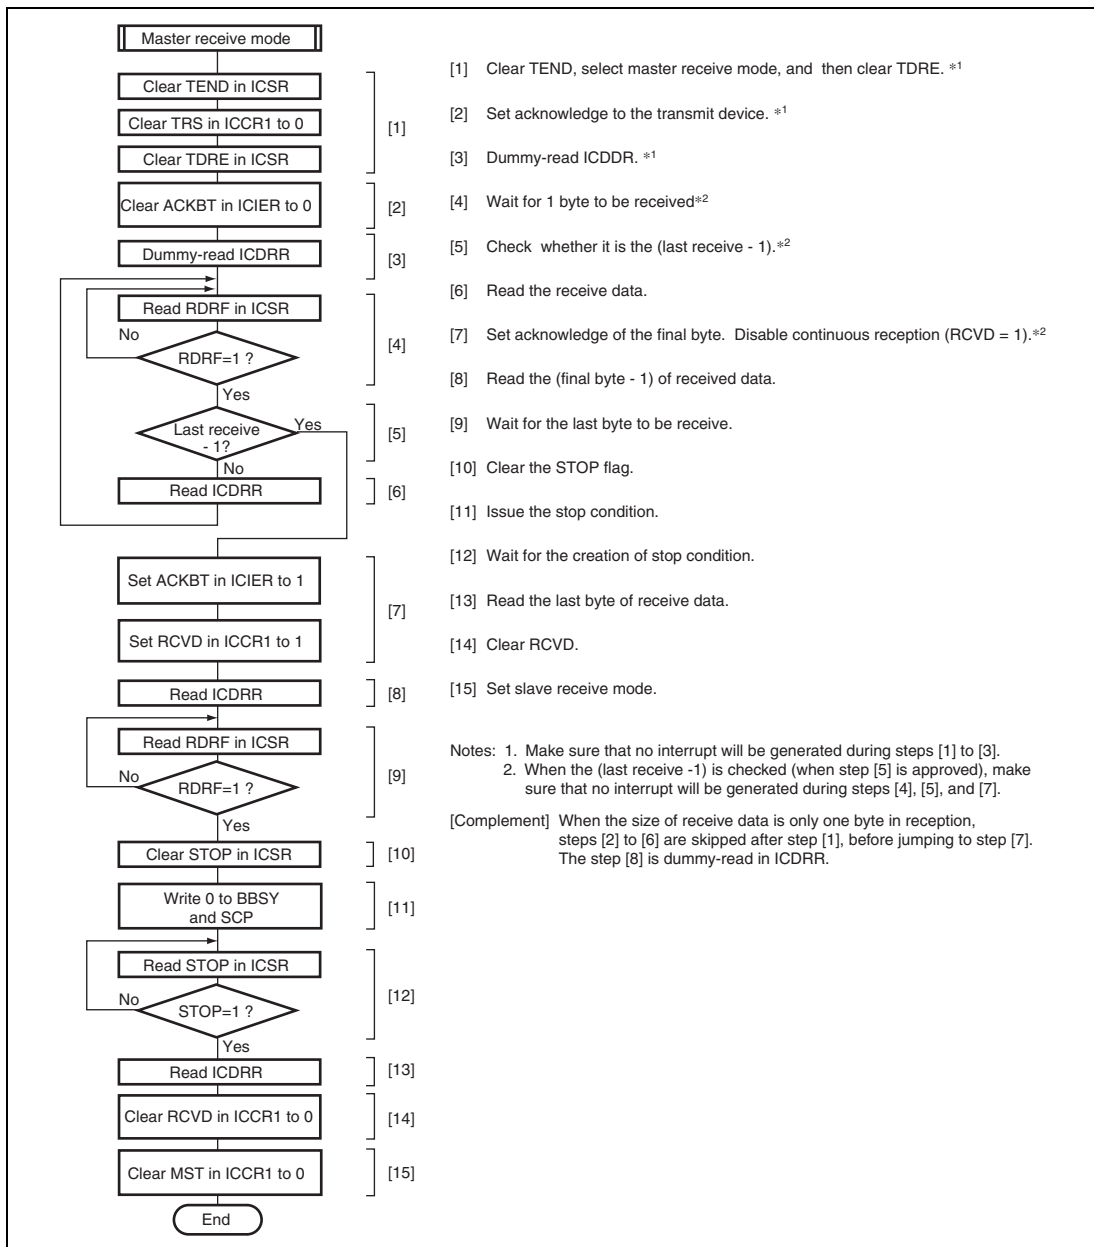 Master receive mode
Clear TEND in ICSR
Clear TRS in ICCR1 to 0
Clear TDRE in ICSR
[1]
Clear ACKBT in ICIER to 0
[2]
Dummy-read ICDRR
[3]
Read RDRF in ICSR
No
RDRF=1 ?
[4]
Yes
Last receive
- 1?
Yes
[5]
No
Read ICDRR
[6]
Set ACKBT in ICIER to 1
[7]
Set RCVD in ICCR1 to 1
Read ICDRR
[8]
Read RDRF in ICSR
No
RDRF=1 ?
[9]
Yes
Clear STOP in ICSR
[10]
Write 0 to BBSY
and SCP
[11]
Read STOP in ICSR
No
STOP=1 ?
[12]
Yes
Read ICDRR
[13]
Clear RCVD in ICCR1 to 0
[14]
Clear MST in ICCR1 to 0
[15]
End
[1] Clear TEND, select master receive mode, and then clear TDRE. *1
[2] Set acknowledge to the transmit device. *1
[3] Dummy-read ICDDR. *1
[4] Wait for 1 byte to be received*2
[5] Check whether it is the (last receive - 1).*2
[6] Read the receive data.
[7] Set acknowledge of the final byte. Disable continuous reception (RCVD = 1).*2
[8] Read the (final byte - 1) of received data.
[9] Wait for the last byte to be receive.
[10] Clear the STOP flag.
[11] Issue the stop condition.
[12] Wait for the creation of stop condition.
[13] Read the last byte of receive data.
[14] Clear RCVD.
[15] Set slave receive mode.
Notes: 1. Make sure that no interrupt will be generated during steps [1] to [3].
2. When the (last receive -1) is checked (when step [5] is approved), make
sure that no interrupt will be generated during steps [4], [5], and [7].
[Complement] When the size of receive data is only one byte in reception,
steps [2] to [6] are skipped after step [1], before jumping to step [7].
The step [8] is dummy-read in ICDRR.